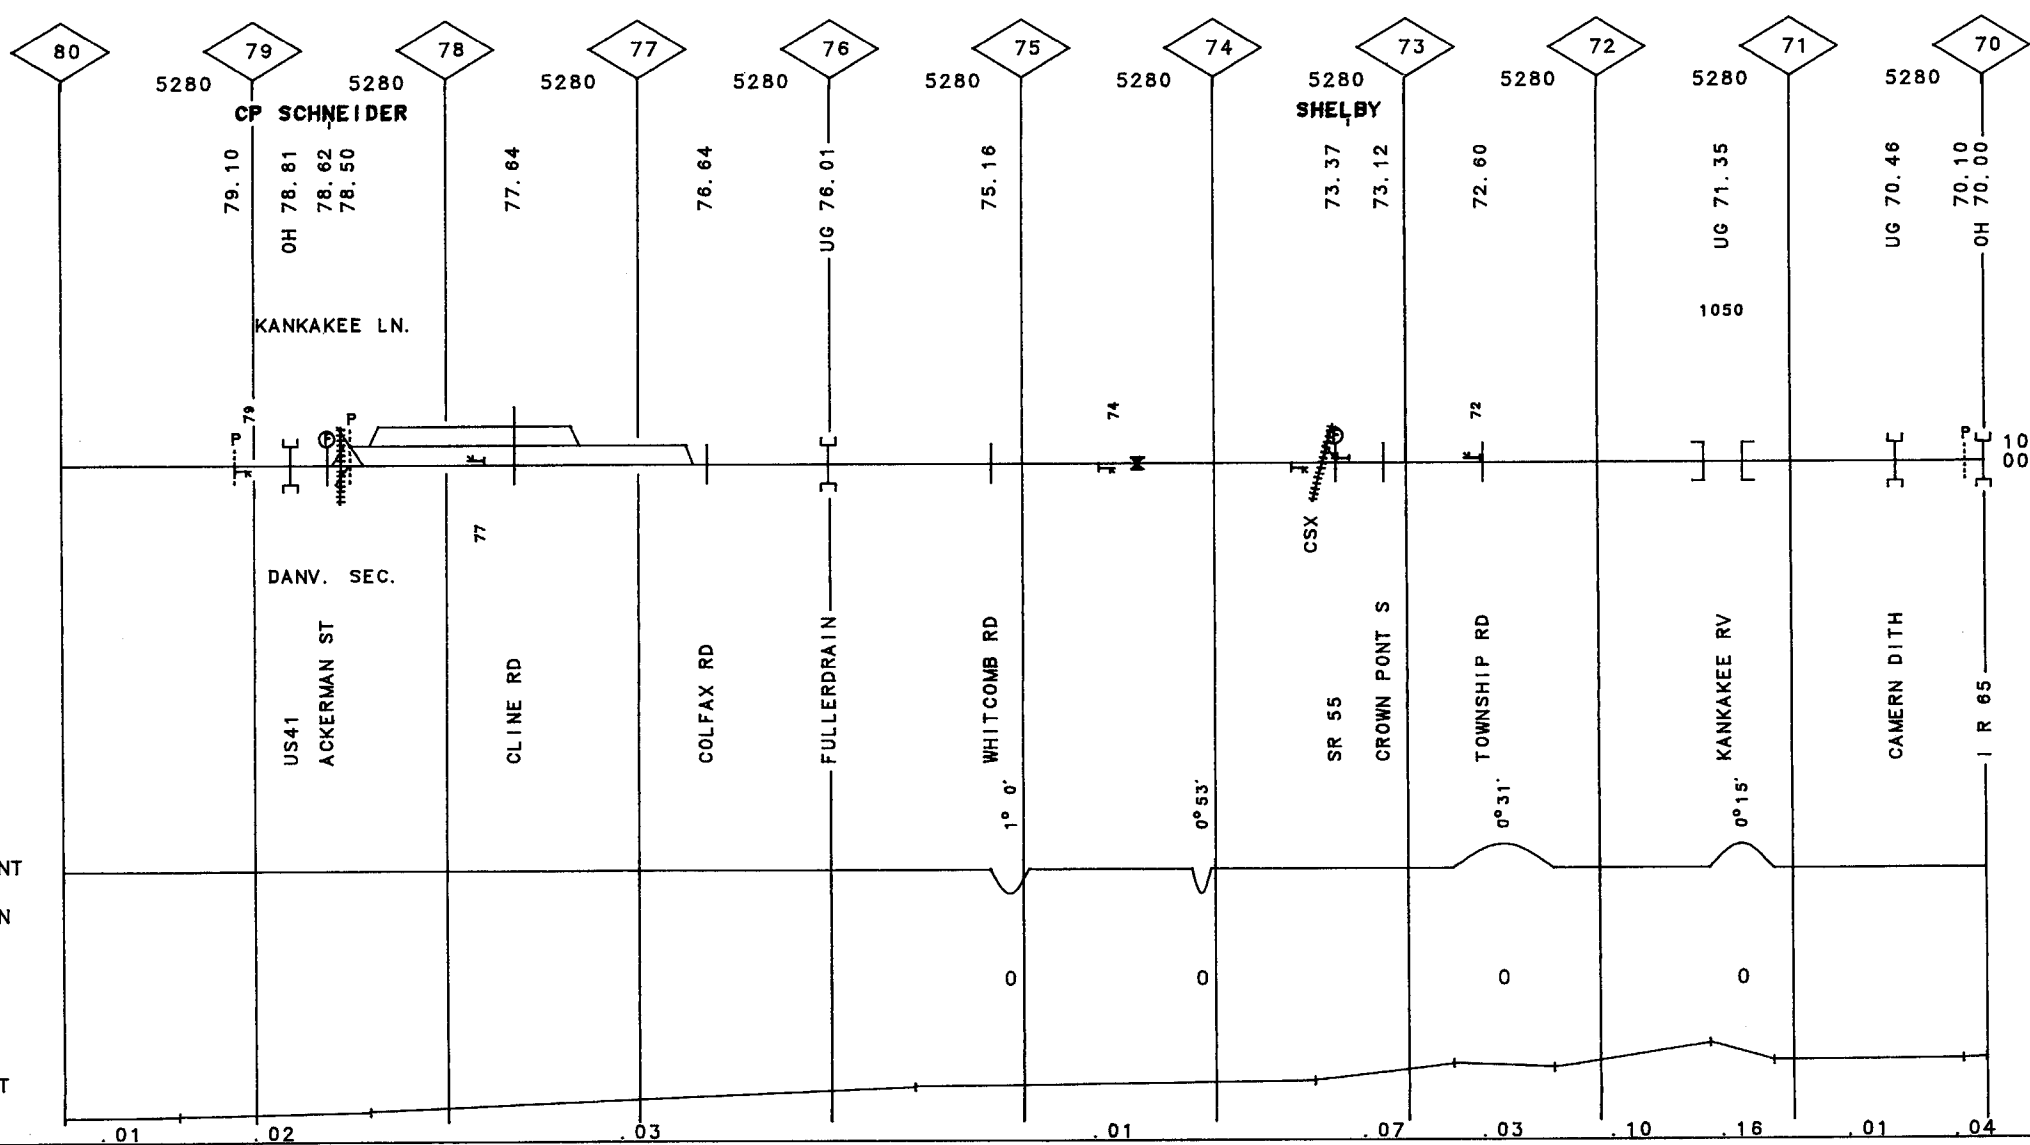 80 79 78 77 76 75 74 73 72 71 70
5280 5280 5280 5280 5280 5280 5280 5280 5280 5280
CP SCHNEIDER SHELBY
79.10 OH 78.81 78.62 78.50 77.64 76.64 UG 76.01 75.16 73.37 73.12 72.60 UG 71.35 UG 70.46 70.10 OH 70.00
KANKAKEE LN. 1050
79 74 72
P P P
F F
10
00
77 CSX
DANV. SEC.
US41 ACKERMAN ST CLINE RD COLFAX RD FULLERDRAIN WHITCOMB RD SR 55 CROWN PONT S TOWNSHIP RD KANKAKEE RV CAMERN DITH I R 65
1° 0' 0°53' 0°31' 0°15'
NT
N
0 0 0 0
T
.01 .02 .03 .01 .07 .03 .10 .16 .01 .04